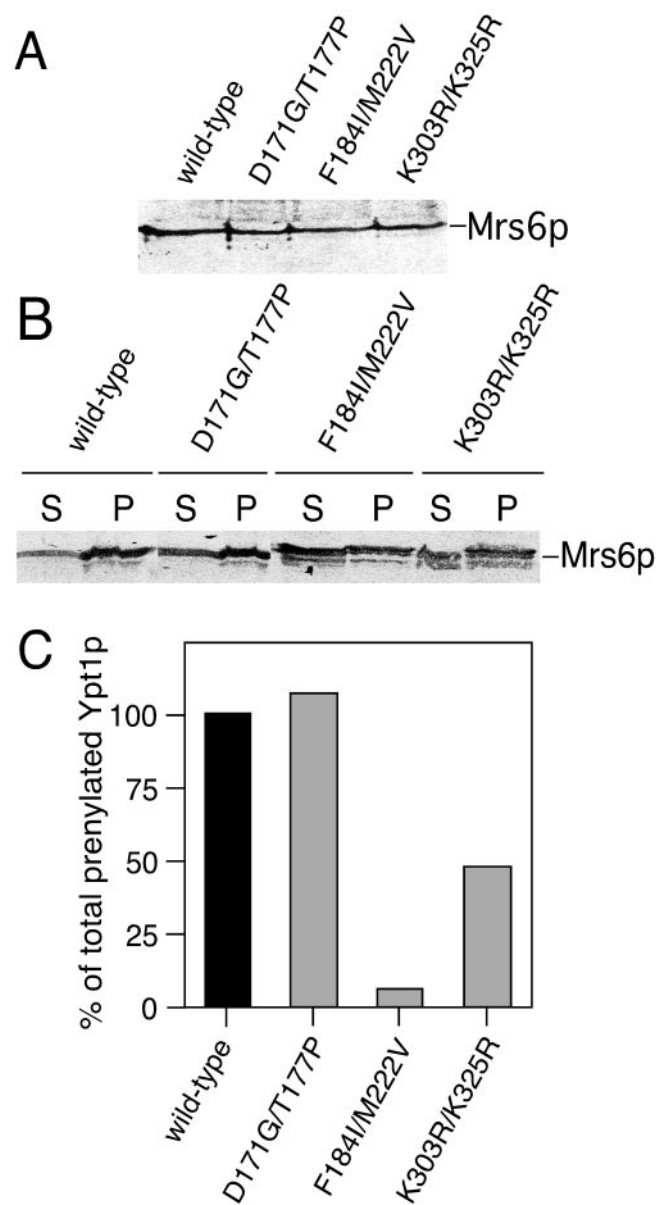 A
wild-type
D171G/T177P
F184I/M222V
K303R/K325R
–Mrs6p
B
wild-type
D171G/T177P
F184I/M222V
K303R/K325R
S P S P S P S P
–Mrs6p
C
% of total prenylated Ypt1p
100
75
50
25
0
wild-type
D171G/T177P
F184I/M222V
K303R/K325R